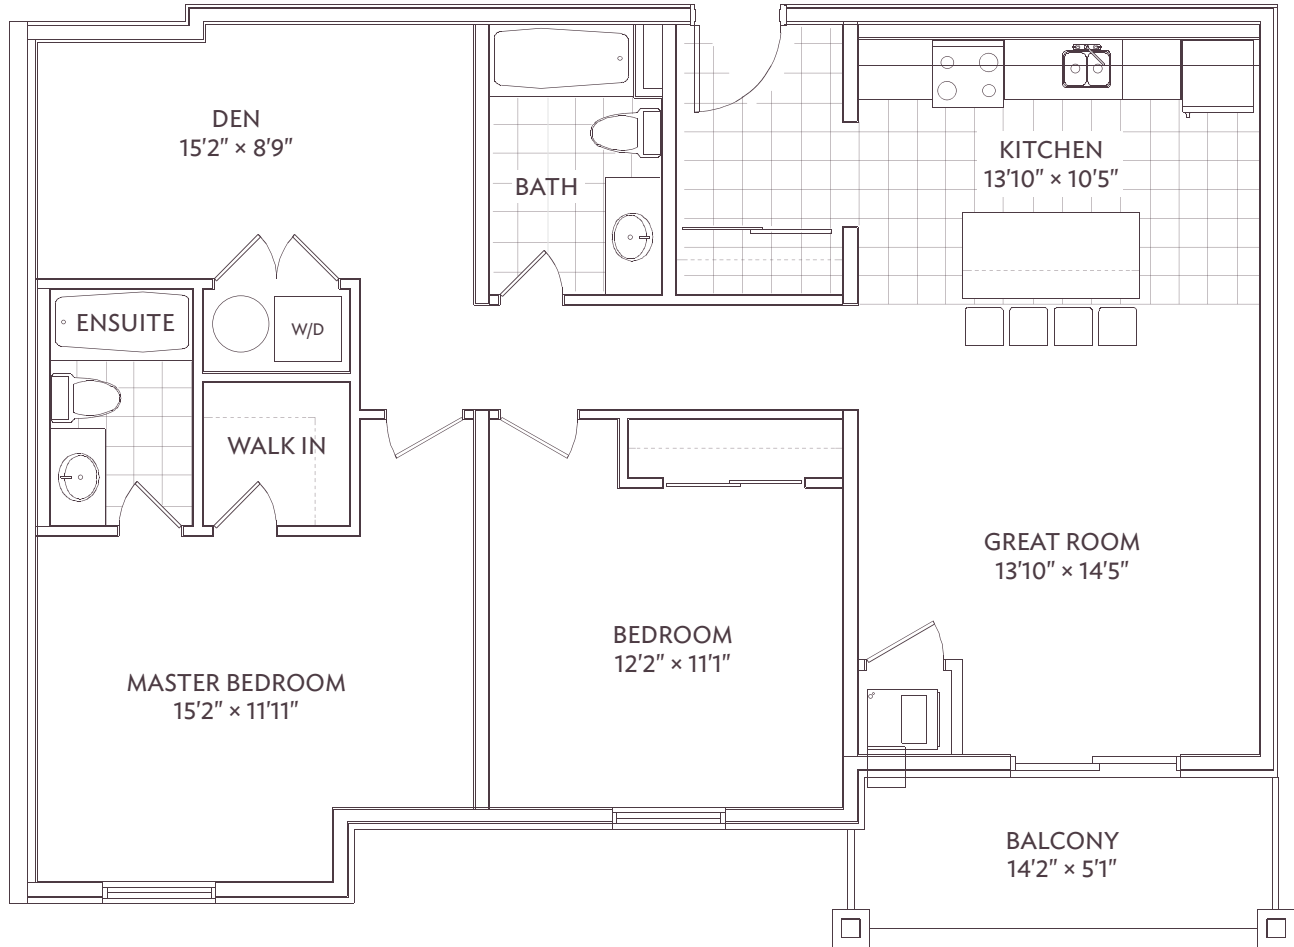 DEN
15'2" × 8'9"
BATH
KITCHEN
13'10" × 10'5"
ENSUITE
W/D
WALK IN
GREAT ROOM
13'10" × 14'5"
BEDROOM
12'2" × 11'1"
MASTER BEDROOM
15'2" × 11'11"
BALCONY
14'2" × 5'1"